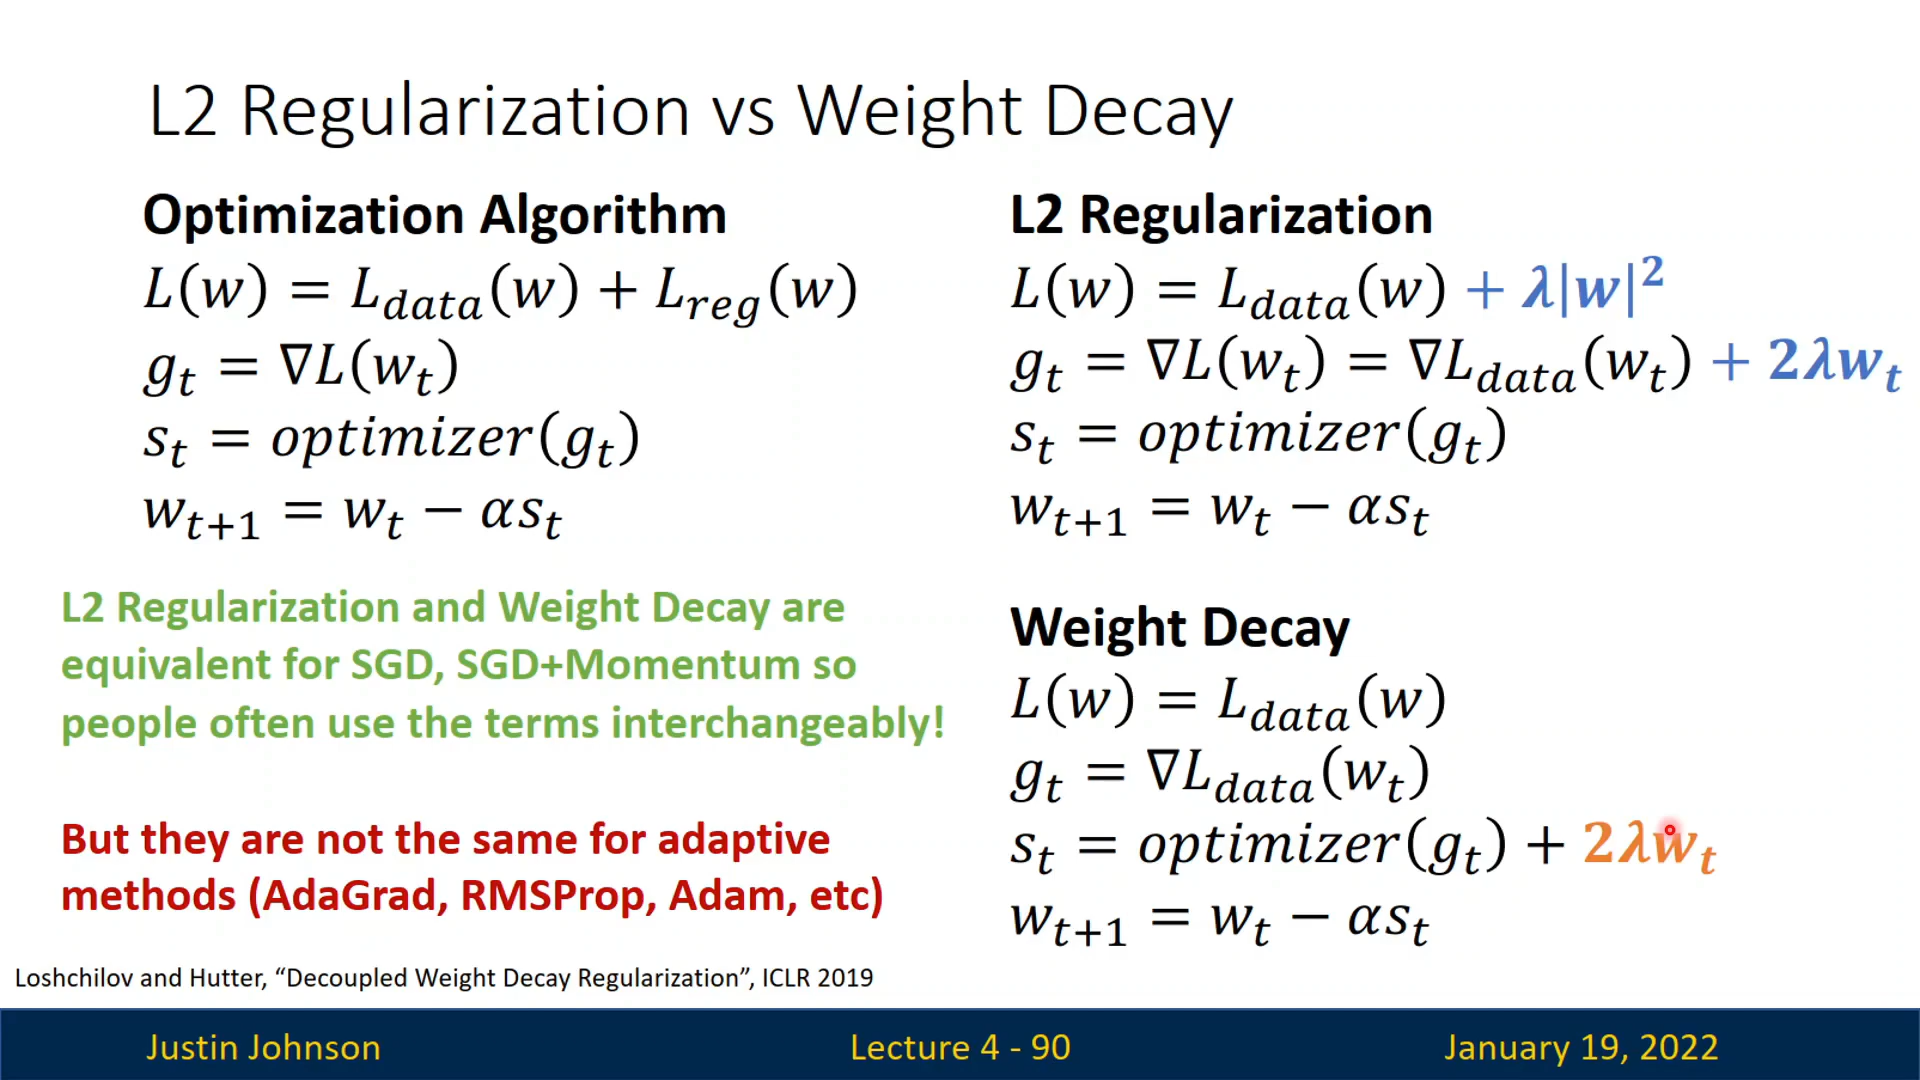 L2 Regularization vs Weight Decay
Optimization Algorithm
L(w) = L_data(w) + L_reg(w)
g_t = ∇L(w_t)
s_t = optimizer(g_t)
w_{t+1} = w_t − αs_t
L2 Regularization and Weight Decay are
equivalent for SGD, SGD+Momentum so
people often use the terms interchangeably!
But they are not the same for adaptive
methods (AdaGrad, RMSProp, Adam, etc)
L2 Regularization
L(w) = L_data(w) + λ|w|²
g_t = ∇L(w_t) = ∇L_data(w_t) + 2λw_t
s_t = optimizer(g_t)
w_{t+1} = w_t − αs_t
Weight Decay
L(w) = L_data(w)
g_t = ∇L_data(w_t)
s_t = optimizer(g_t) + 2λw_t
w_{t+1} = w_t − αs_t
Loshchilov and Hutter, “Decoupled Weight Decay Regularization”, ICLR 2019
Justin Johnson
Lecture 4 - 90
January 19, 2022